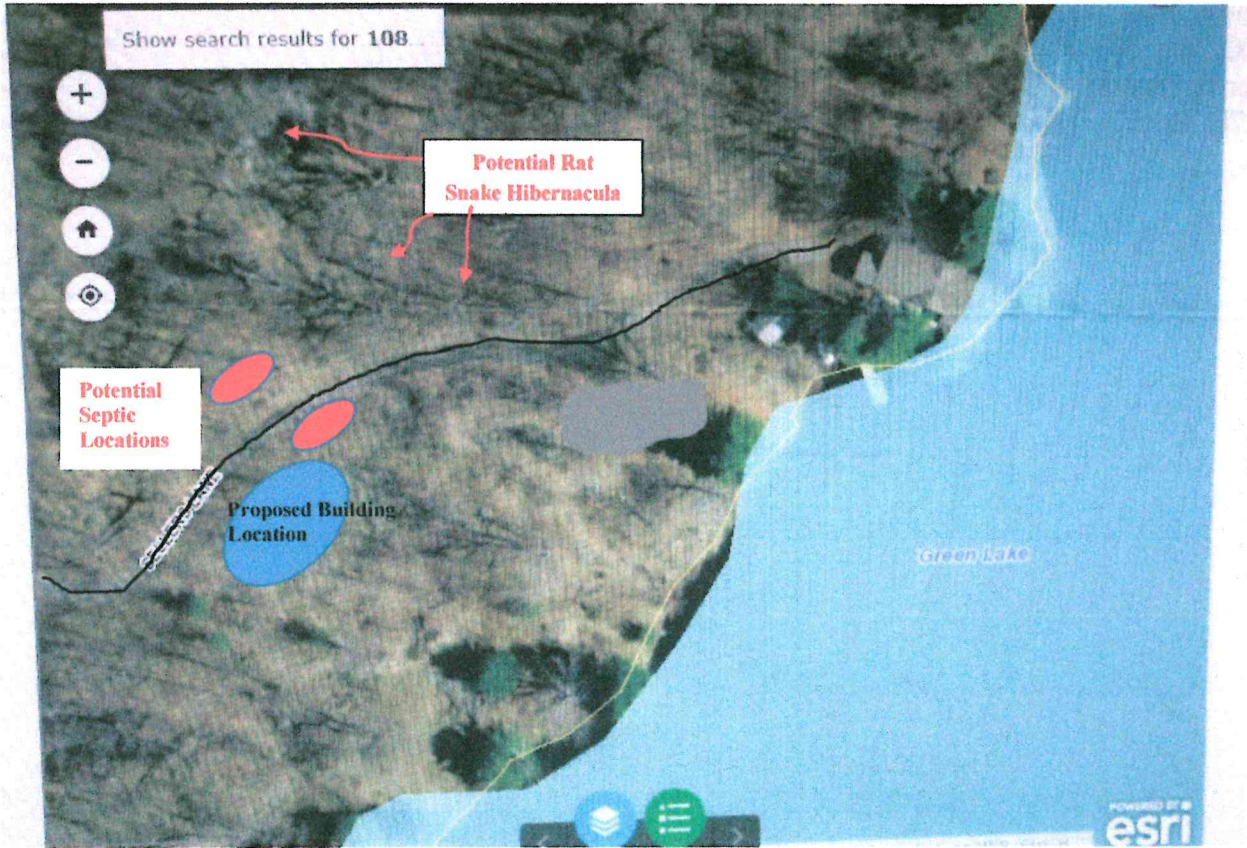 Show search results for 108...
Potential Rat
Snake Hibernacula
Potential
Septic
Locations
Proposed Building
Location
Green Lake
POWERED BY
esri